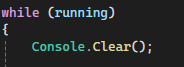 while (running)
{
Console.Clear();